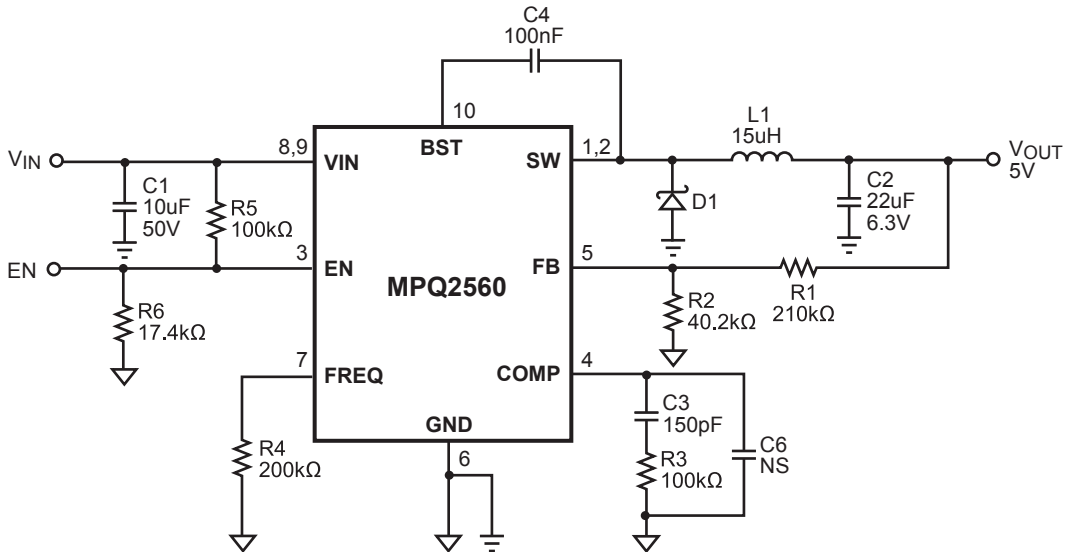 C4
100nF
10
BST
V_IN
8,9
VIN
SW
1,2
L1
15uH
V_OUT
5V
C1
10uF
50V
R5
100kΩ
D1
C2
22uF
6.3V
EN
3
EN
MPQ2560
FB
5
R1
210kΩ
R2
40.2kΩ
R6
17.4kΩ
7
FREQ
COMP
4
GND
6
R4
200kΩ
C3
150pF
R3
100kΩ
C6
NS